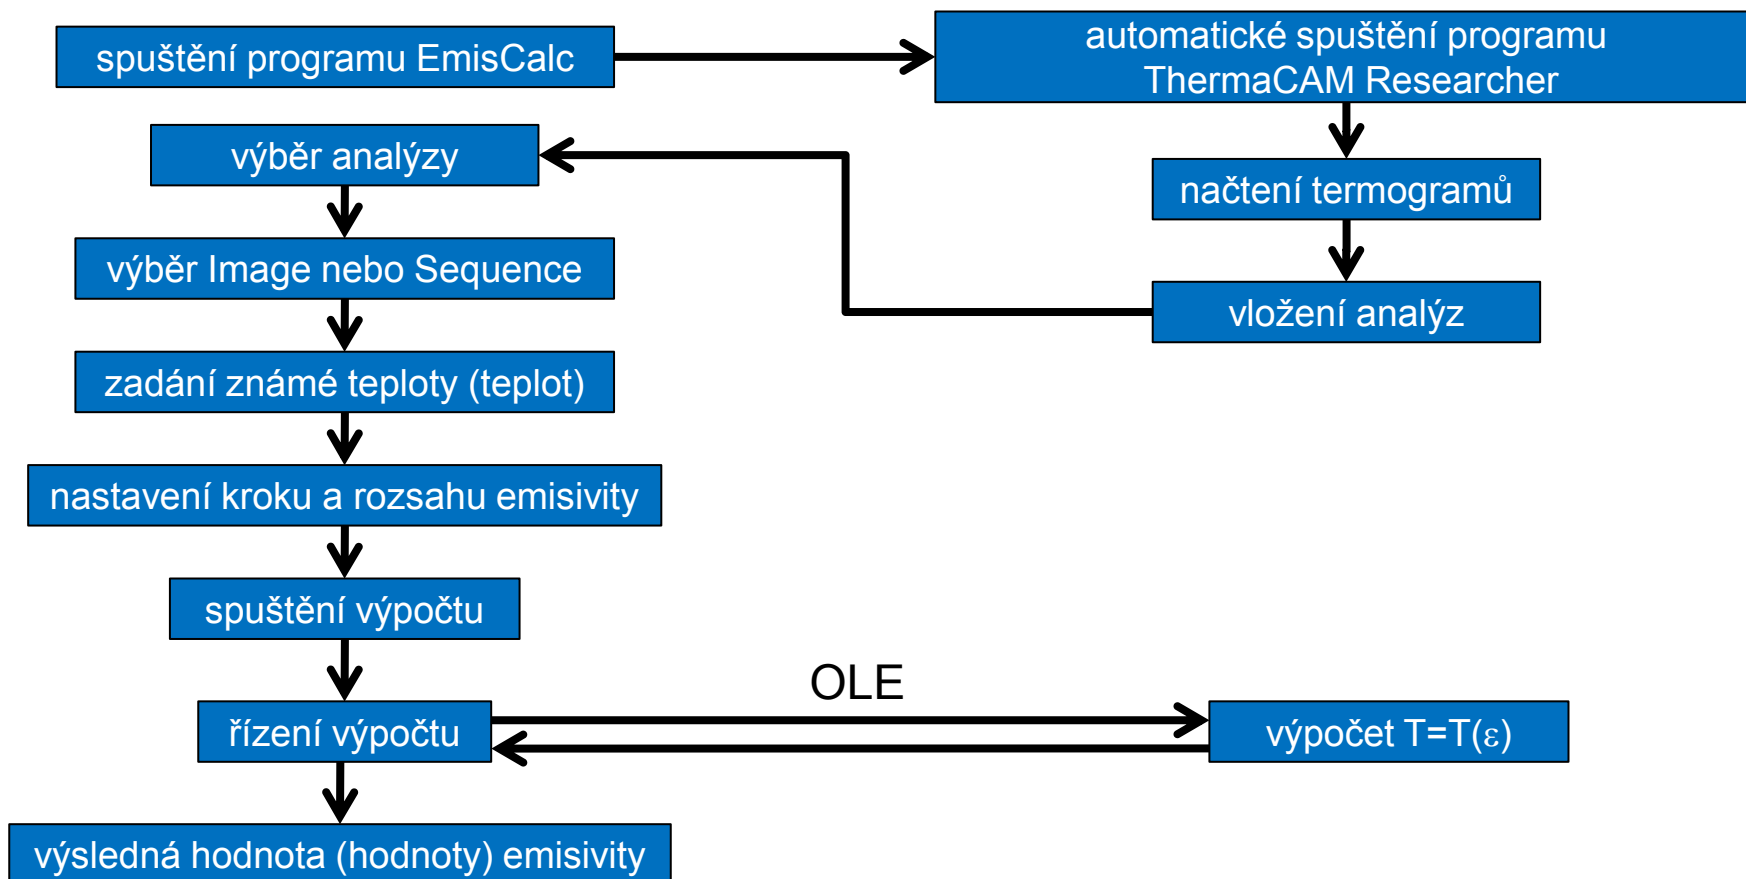 spuštění programu EmisCalc
automatické spuštění programu
ThermaCAM Researcher
výběr analýzy
načtení termogramů
výběr Image nebo Sequence
vložení analýz
zadání známé teploty (teplot)
nastavení kroku a rozsahu emisivity
spuštění výpočtu
OLE
řízení výpočtu
výpočet T=T(ε)
výsledná hodnota (hodnoty) emisivity